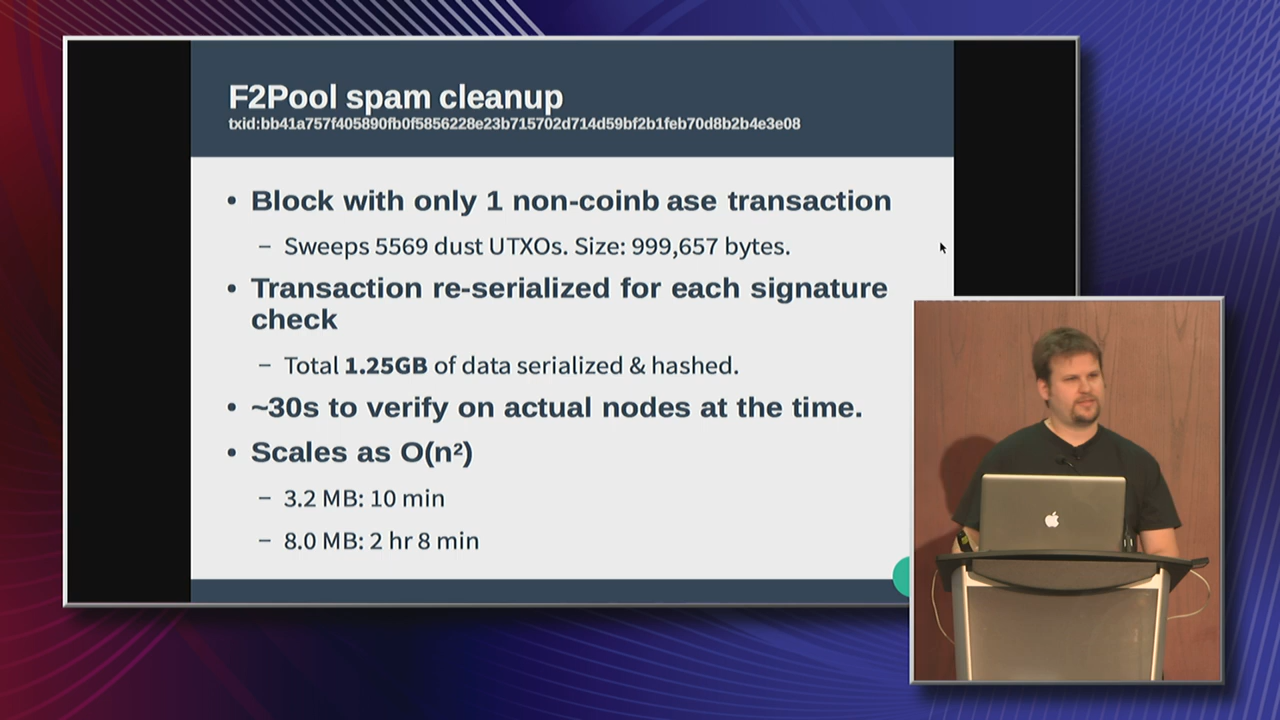 F2Pool spam cleanup
txid:bb41a757f405890fb0f5856228e23b715702d714d59bf2b1feb70d8b2b4e3e08
• Block with only 1 non-coinb ase transaction
– Sweeps 5569 dust UTXOs. Size: 999,657 bytes.
• Transaction re-serialized for each signature
check
– Total 1.25GB of data serialized & hashed.
• ~30s to verify on actual nodes at the time.
• Scales as O(n²)
– 3.2 MB: 10 min
– 8.0 MB: 2 hr 8 min